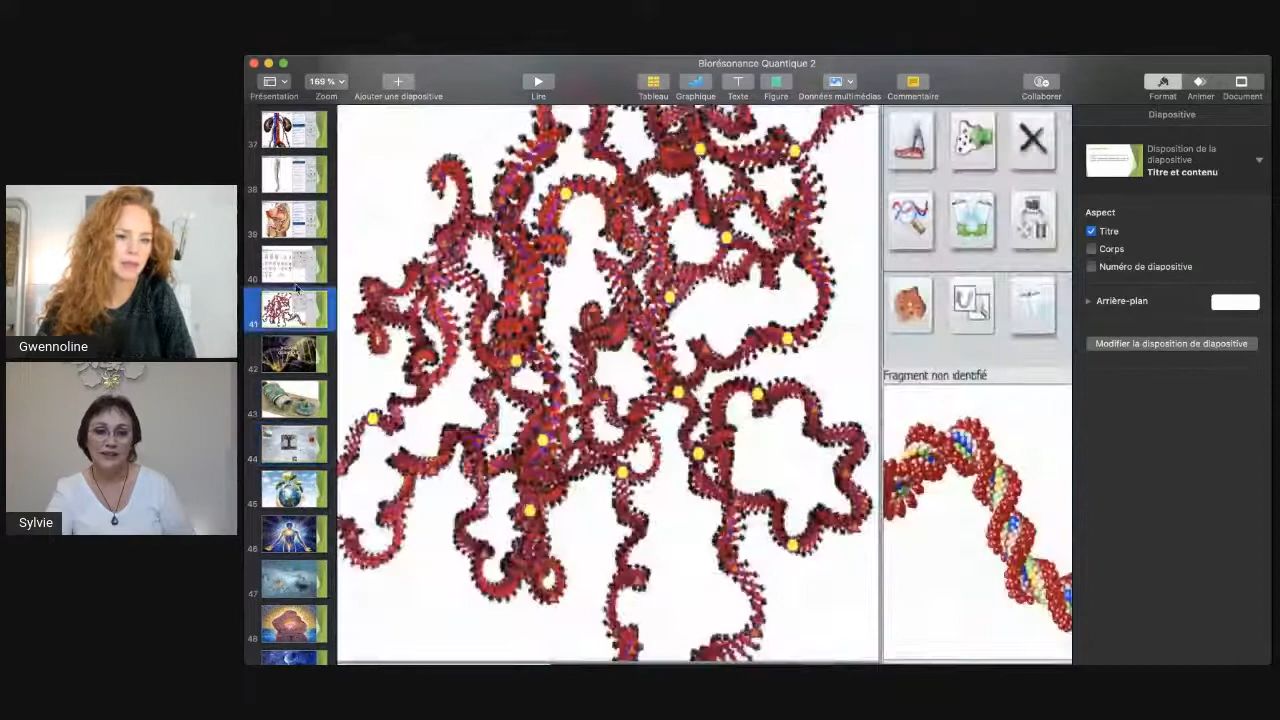 Biorésonance Quantique 2
169 %
Présentation Zoom Ajouter une diapositive Lire Tableau Graphique Texte Figure Données multimédias Commentaire Collaborer Format Animer Document
37
38
39
40
41
42
43
44
45
46
47
48
Gwennoline
Sylvie
Fragment non identifié
Diapositive
Disposition de la
diapositive
Titre et contenu
Aspect
Titre
Corps
Numéro de diapositive
Arrière-plan
Modifier la disposition de diapositive